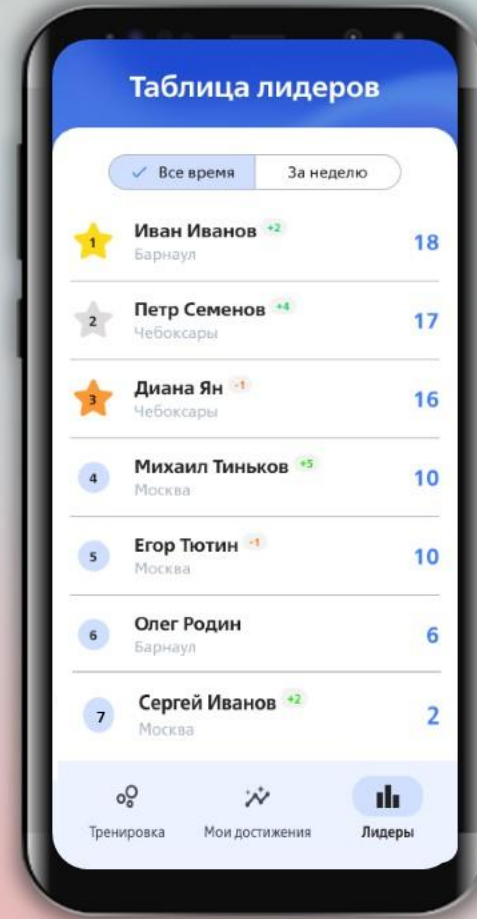 Таблица лидеров
Все время За неделю
1 Иван Иванов +2 18
Барнаул
2 Петр Семенов +4 17
Чебоксары
3 Диана Ян -1 16
Чебоксары
4 Михаил Тиньков +5 10
Москва
5 Егор Тютин -1 10
Москва
6 Олег Родин 6
Барнаул
7 Сергей Иванов +2 2
Москва
Тренировка Мои достижения Лидеры